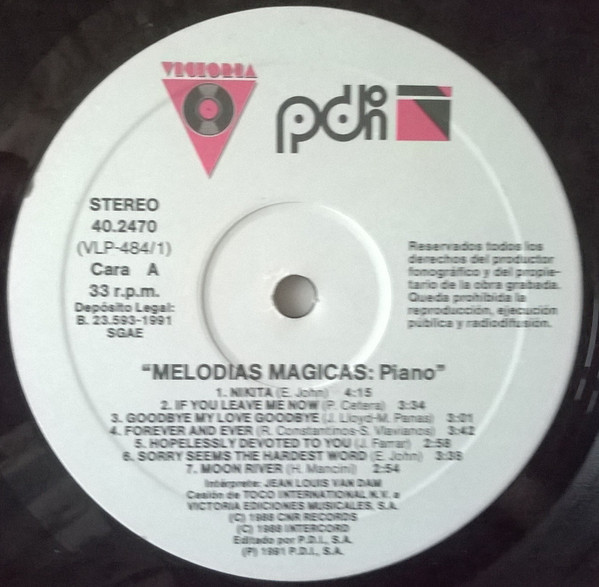 VICTORIA
pdi
STEREO
40.2470
(VLP-484/1)
Cara A
33 r.p.m.
Depósito Legal:
B. 23.593-1991
SGAE
Reservados todos los
derechos del productor
fonográfico y del propie-
tario de la obra grabada.
Queda prohibida la
reproducción, ejecución
pública y radiodifusión.
"MELODIAS MAGICAS: Piano"
1. NIKITA (E. John) 4:15
2. IF YOU LEAVE ME NOW (P. Cetera) 3:34
3. GOODBYE MY LOVE GOODBYE (J. Lloyd-M. Panas) 3:01
4. FOREVER AND EVER (R. Constantinos-S. Vlavianos) 3:42
5. HOPELESSLY DEVOTED TO YOU (J. Farrar) 2:58
6. SORRY SEEMS THE HARDEST WORD (E. John) 3:38
7. MOON RIVER (H. Mancini) 2:54
Intérprete: JEAN LOUIS VAN DAM
Cesión de TOCO INTERNATIONAL N.V. a
VICTORIA EDICIONES MUSICALES, S.A.
(C) 1988 CNR RECORDS
(C) 1988 INTERCORD
Editado por P.D.I., S.A.
(P) 1991 P.D.I., S.A.